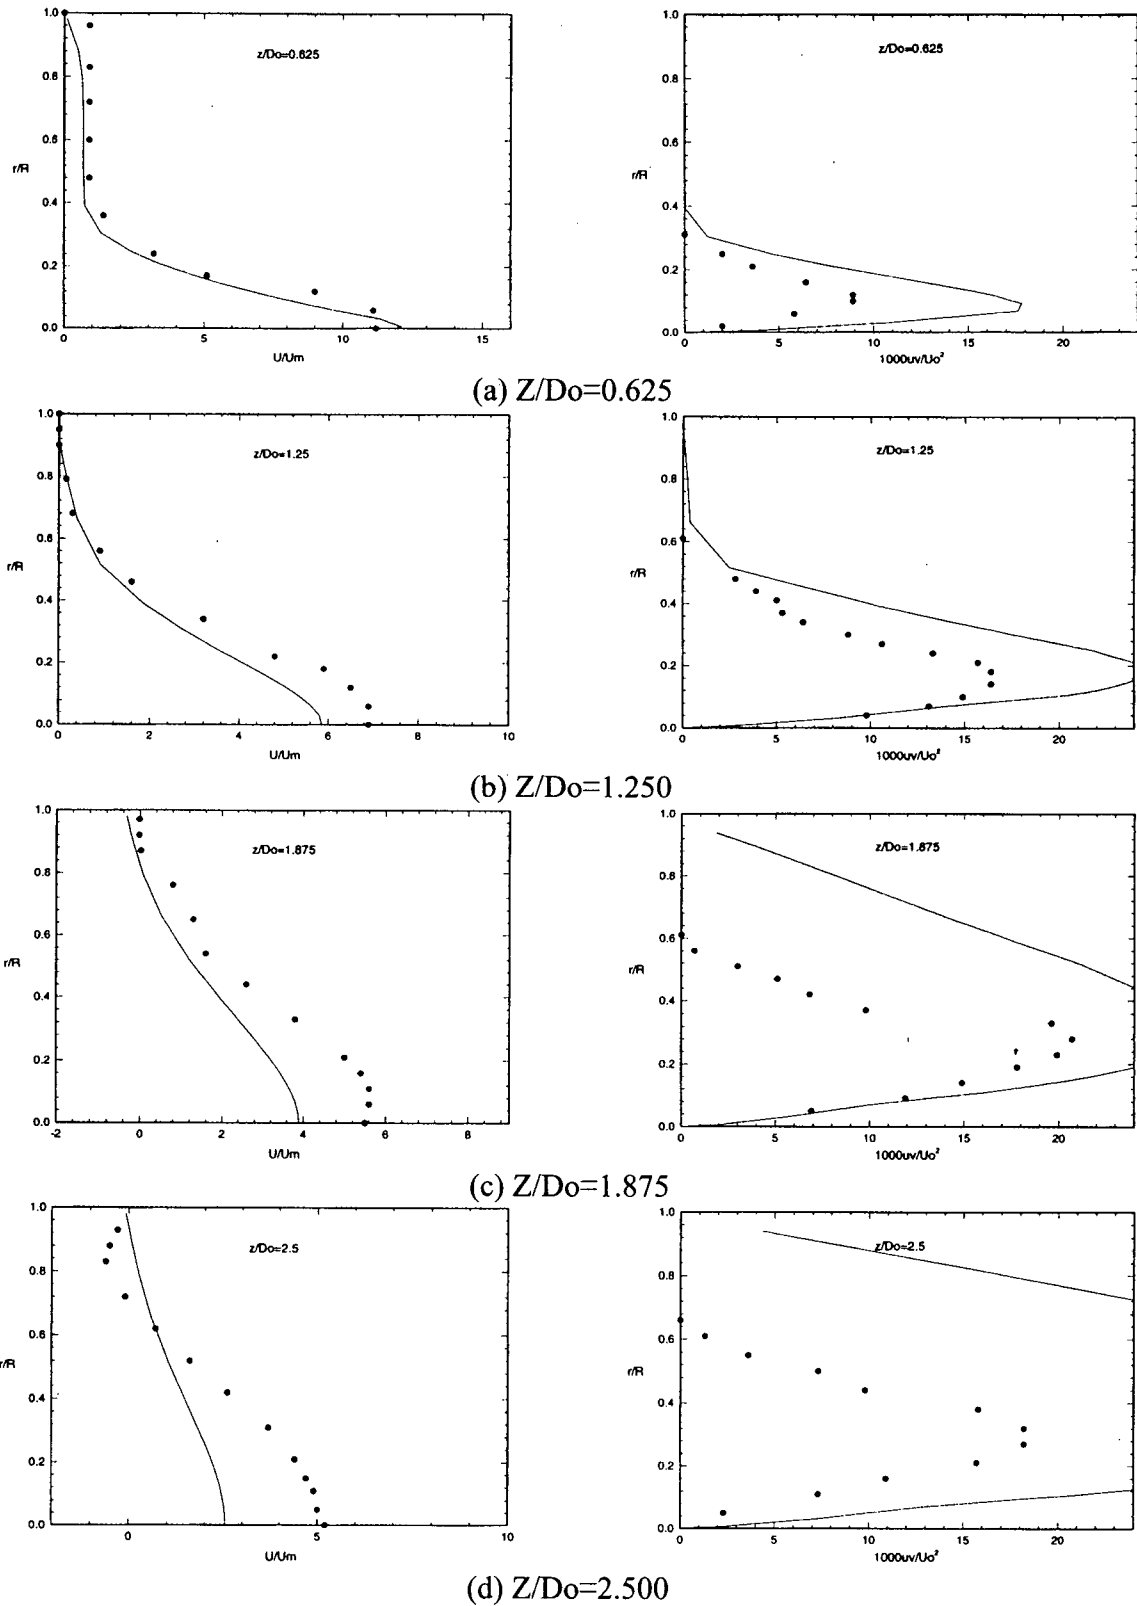 1.0
0.8
0.6
r/R
0.4
0.2
0.0
z/Do=0.625
0 5 10 15
U/Um
1.0
0.8
0.6
r/R
0.4
0.2
0.0
z/Do=0.625
0 5 10 15 20
1000uv/Uo²
(a) Z/Do=0.625
1.0
0.8
0.6
r/R
0.4
0.2
0.0
z/Do=1.25
0 2 4 6 8 10
U/Um
1.0
0.8
0.6
r/R
0.4
0.2
0.0
z/Do=1.25
0 5 10 15 20
1000uv/Uo²
(b) Z/Do=1.250
1.0
0.8
0.6
r/R
0.4
0.2
0.0
z/Do=1.875
-2 0 2 4 6 8
U/Um
1.0
0.8
0.6
r/R
0.4
0.2
0.0
z/Do=1.875
0 5 10 15 20
1000uv/Uo²
(c) Z/Do=1.875
1.0
0.8
0.6
r/R
0.4
0.2
0.0
z/Do=2.5
0 5 10
U/Um
1.0
0.8
0.6
r/R
0.4
0.2
0.0
z/Do=2.5
0 5 10 15 20
1000uv/Uo²
(d) Z/Do=2.500